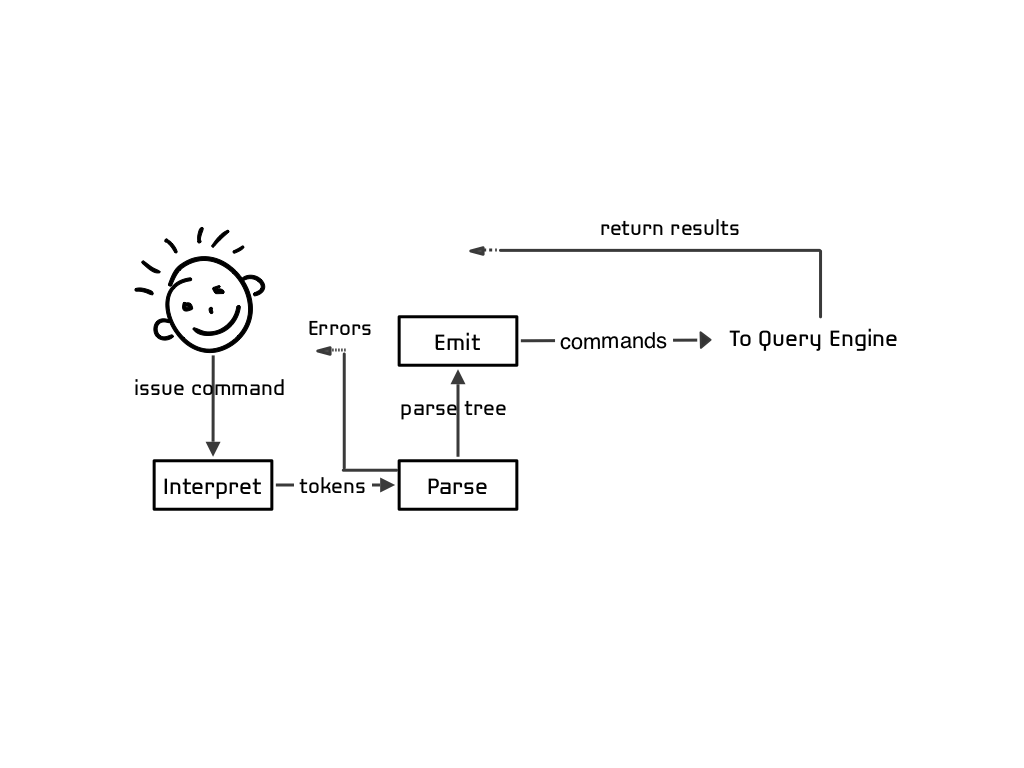 return results
Errors
Emit
commands
To Query Engine
issue command
parse tree
Interpret
tokens
Parse